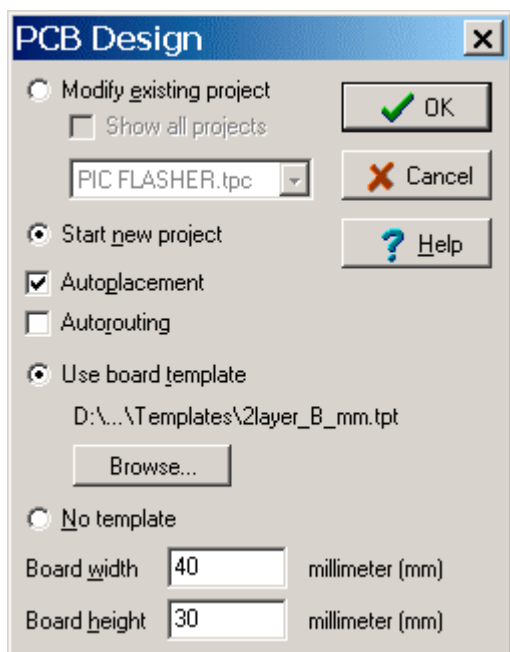 PCB Design
Modify existing project
OK
Show all projects
PIC FLASHER.tpc
Cancel
Start new project
Help
Autoplacement
Autorouting
Use board template
D:\...\Templates\2layer_B_mm.tpt
Browse...
No template
Board width 40 millimeter (mm)
Board height 30 millimeter (mm)